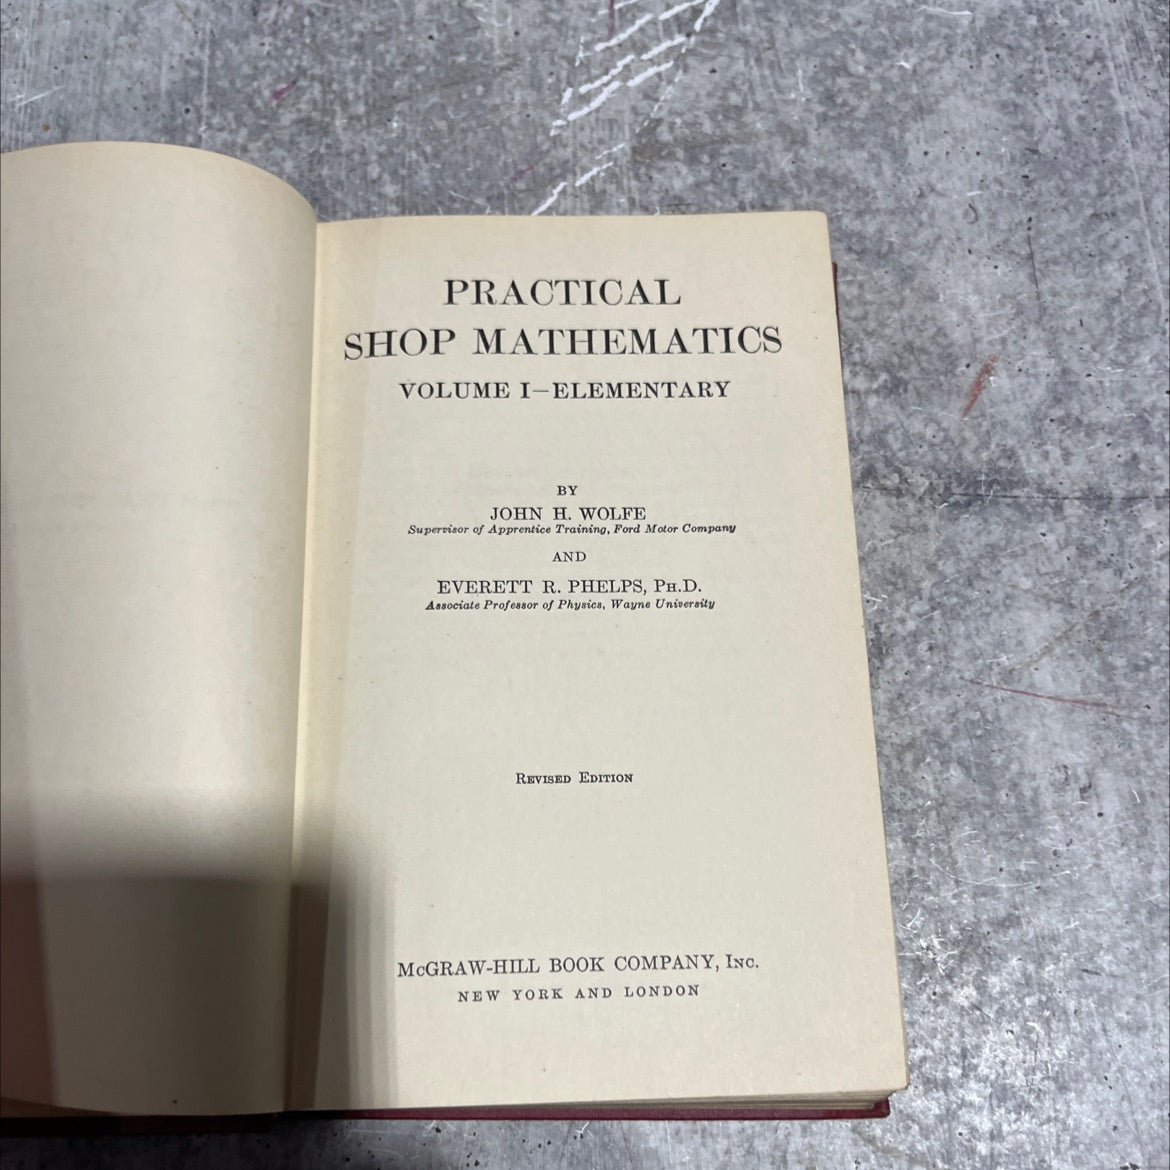 PRACTICAL
SHOP MATHEMATICS
VOLUME I—ELEMENTARY
BY
JOHN H. WOLFE
Supervisor of Apprentice Training, Ford Motor Company
AND
EVERETT R. PHELPS, PH.D.
Associate Professor of Physics, Wayne University
REVISED EDITION
McGRAW-HILL BOOK COMPANY, INC.
NEW YORK AND LONDON